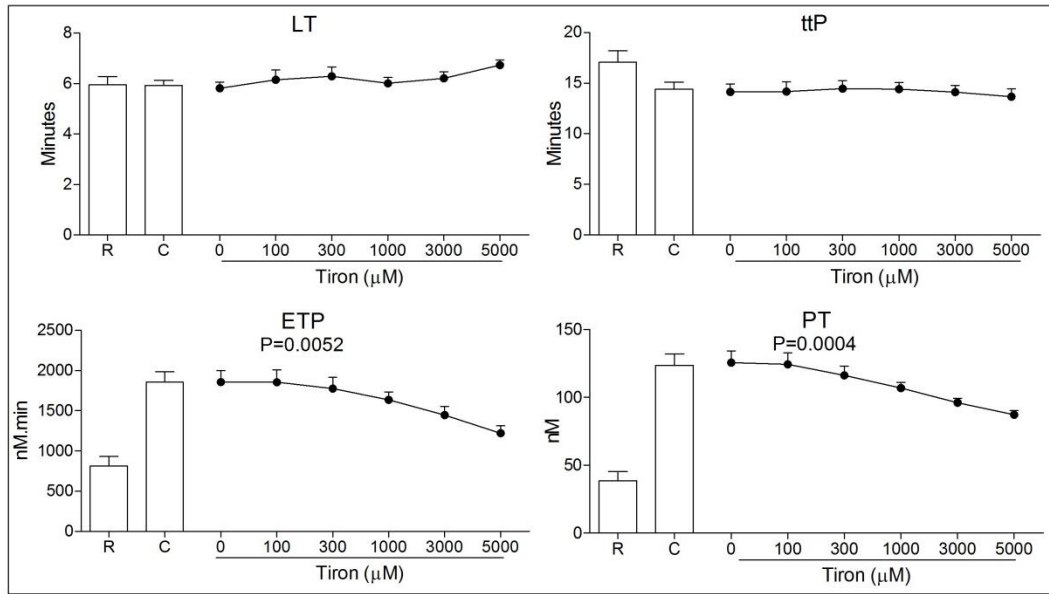 LT
8
6
4
2
0
Minutes
R C 0 100 300 1000 3000 5000
Tiron (μM)
ttP
20
15
10
5
0
Minutes
R C 0 100 300 1000 3000 5000
Tiron (μM)
ETP
P=0.0052
2500
2000
1500
1000
500
0
nM.min
R C 0 100 300 1000 3000 5000
Tiron (μM)
PT
P=0.0004
150
100
50
0
nM
R C 0 100 300 1000 3000 5000
Tiron (μM)